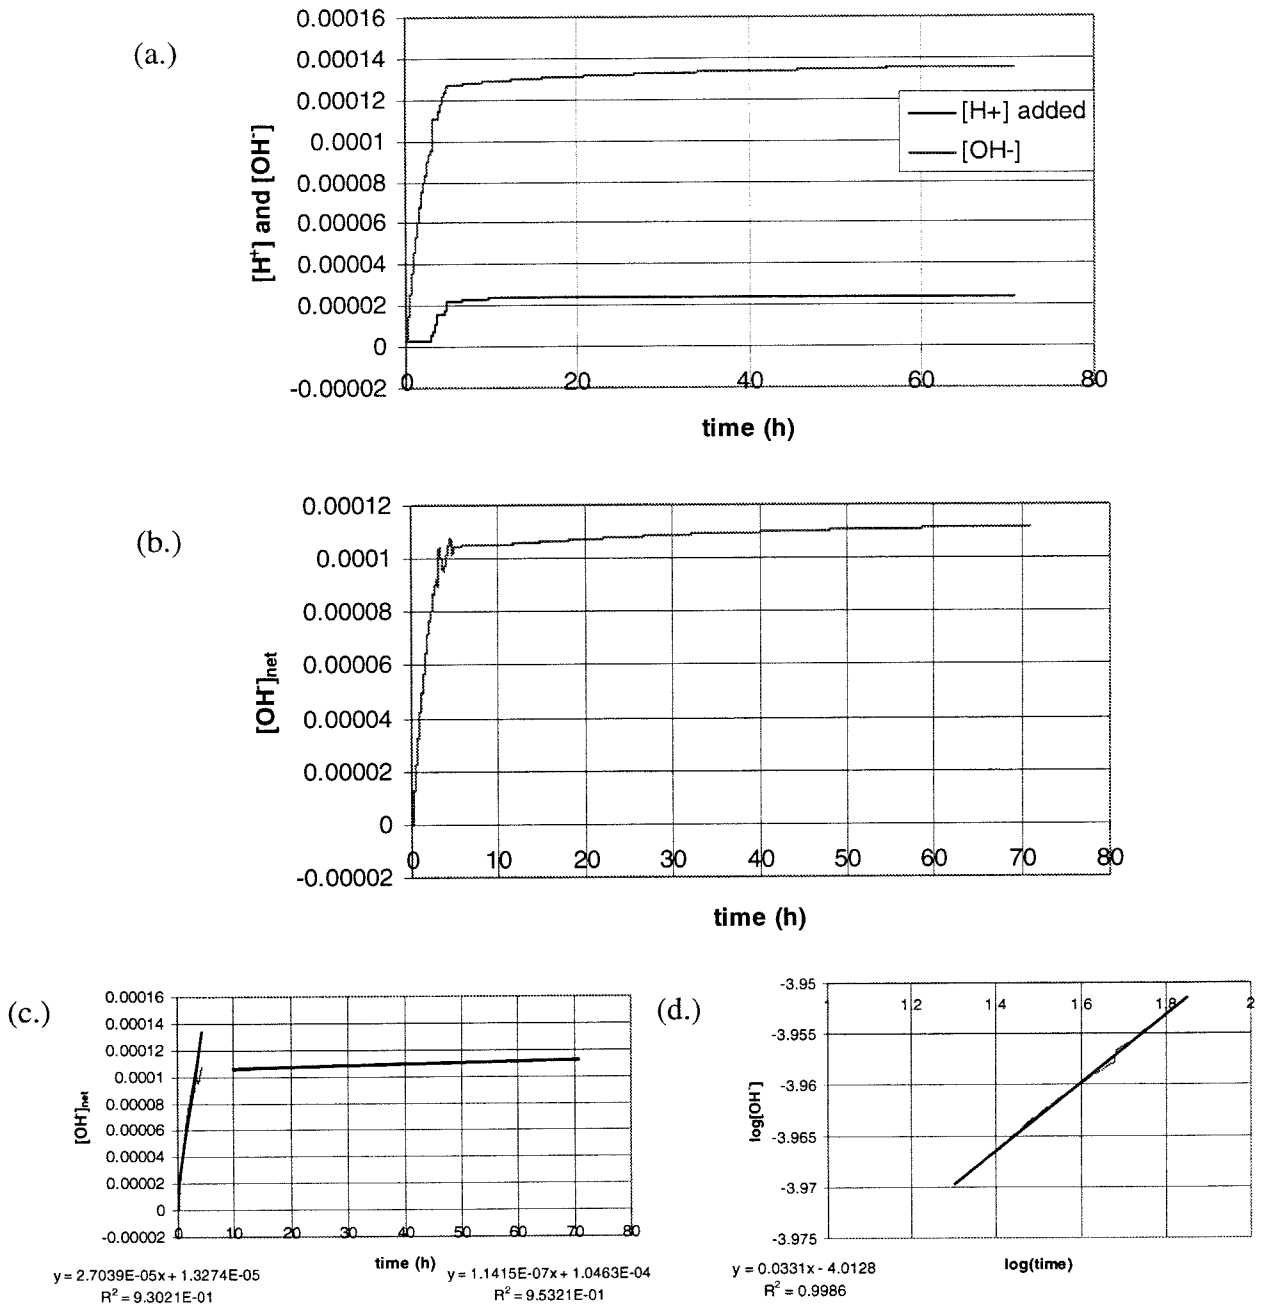 (a.)
0.00016
0.00014
0.00012
0.0001
0.00008
0.00006
0.00004
0.00002
0
-0.00002
[H+] and [OH-]
[H+] added
[OH-]
0 20 40 60 80
time (h)
(b.)
0.00012
0.0001
0.00008
0.00006
0.00004
0.00002
0
-0.00002
[OH-]net
0 10 20 30 40 50 60 70 80
time (h)
(c.)
0.00016
0.00014
0.00012
0.0001
0.00008
0.00006
0.00004
0.00002
0
-0.00002
[OH-]net
0 10 20 30 40 50 60 70 80
time (h)
y = 2.7039E-05x + 1.3274E-05
R² = 9.3021E-01
y = 1.1415E-07x + 1.0463E-04
R² = 9.5321E-01
(d.)
-3.95
-3.955
-3.96
-3.965
-3.97
-3.975
log[OH-]
1 1.2 1.4 1.6 1.8 2
log(time)
y = 0.0331x - 4.0128
R² = 0.9986